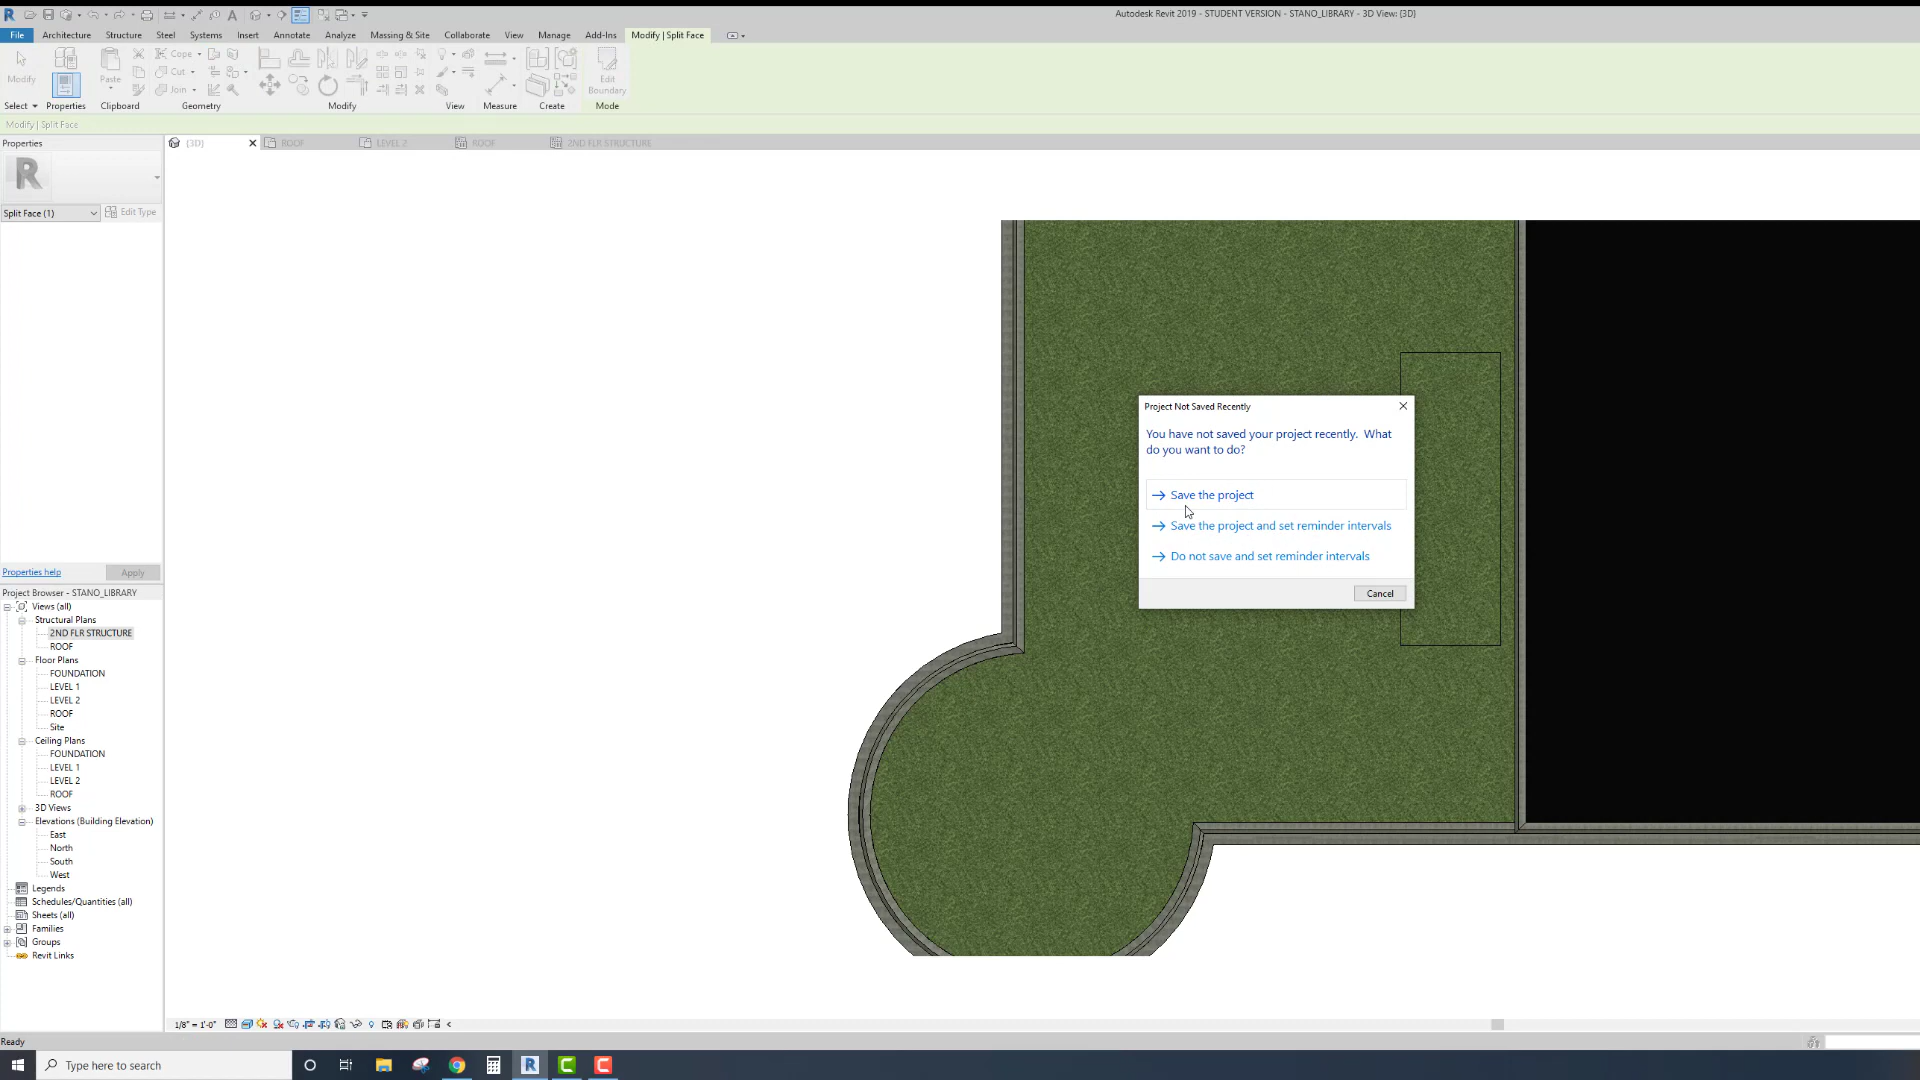 Autodesk Revit 2019 - STUDENT VERSION - STANO_LIBRARY - 3D View: {3D}
File Architecture Structure Steel Systems Insert Annotate Analyze Massing & Site Collaborate View Manage Add-Ins Modify | Split Face
Cope
Modify Paste Cut Edit
Join Boundary
Select Properties Clipboard Geometry Modify View Measure Create Mode
Modify | Split Face
Properties
{3D} ROOF LEVEL 2 ROOF 2ND FLR STRUCTURE
Split Face (1) Edit Type
Properties help Apply
Project Browser - STANO_LIBRARY
Views (all)
Structural Plans
2ND FLR STRUCTURE
ROOF
Floor Plans
FOUNDATION
LEVEL 1
LEVEL 2
ROOF
Site
Ceiling Plans
FOUNDATION
LEVEL 1
LEVEL 2
ROOF
3D Views
Elevations (Building Elevation)
East
North
South
West
Legends
Schedules/Quantities (all)
Sheets (all)
Families
Groups
Revit Links
Project Not Saved Recently
You have not saved your project recently. What
do you want to do?
Save the project
Save the project and set reminder intervals
Do not save and set reminder intervals
Cancel
1/8" = 1'-0"
Ready
Type here to search